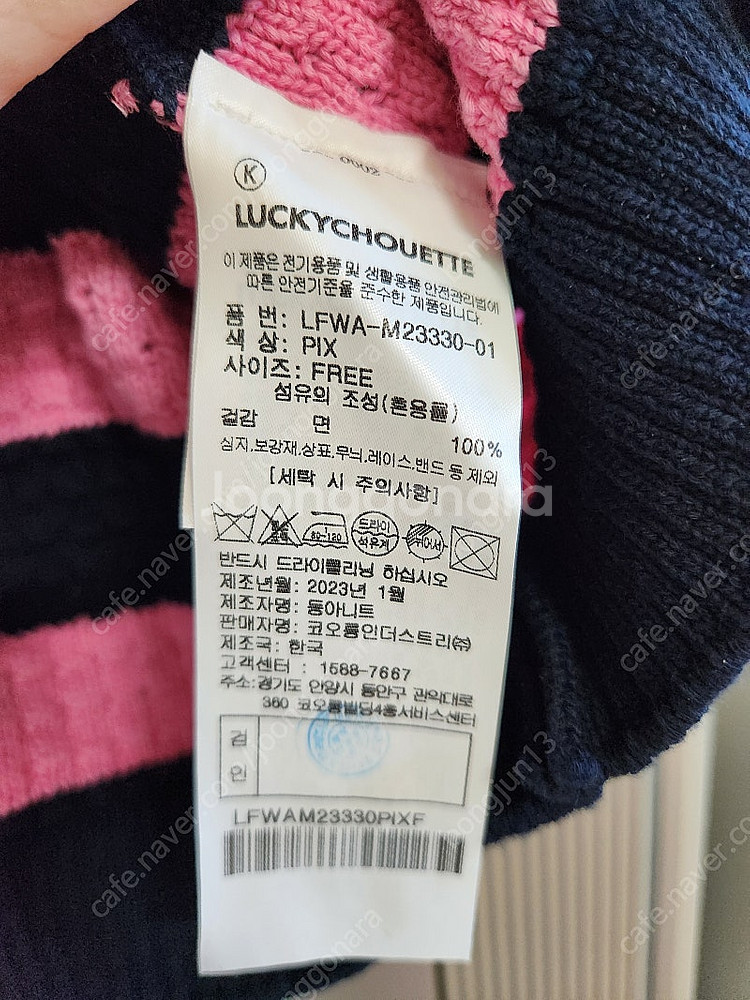 0002
K
LUCKYCHOUETTE
이 제품은 전기용품 및 생활용품 안전관리법에
따른 안전기준을 준수한 제품입니다.
품 번: LFWA-M23330-01
색 상: PIX
사이즈: FREE
섬유의 조성(혼용률)
겉감 면 100%
심지,보강재,상표,무늬,레이스,밴드 등 제외
[세탁 시 주의사항]
80-120 드라이 석유계 뉘어서
반드시 드라이클리닝 하십시오
제조년월: 2023년 1월
제조자명: 동아니트
판매자명: 코오롱인더스트리㈜
제조국: 한국
고객센터 : 1588-7667
주소:경기도 안양시 동안구 관악대로
360 코오롱빌딩4층서비스센터
검
인
LFWAM23330PIXF
joonggonara